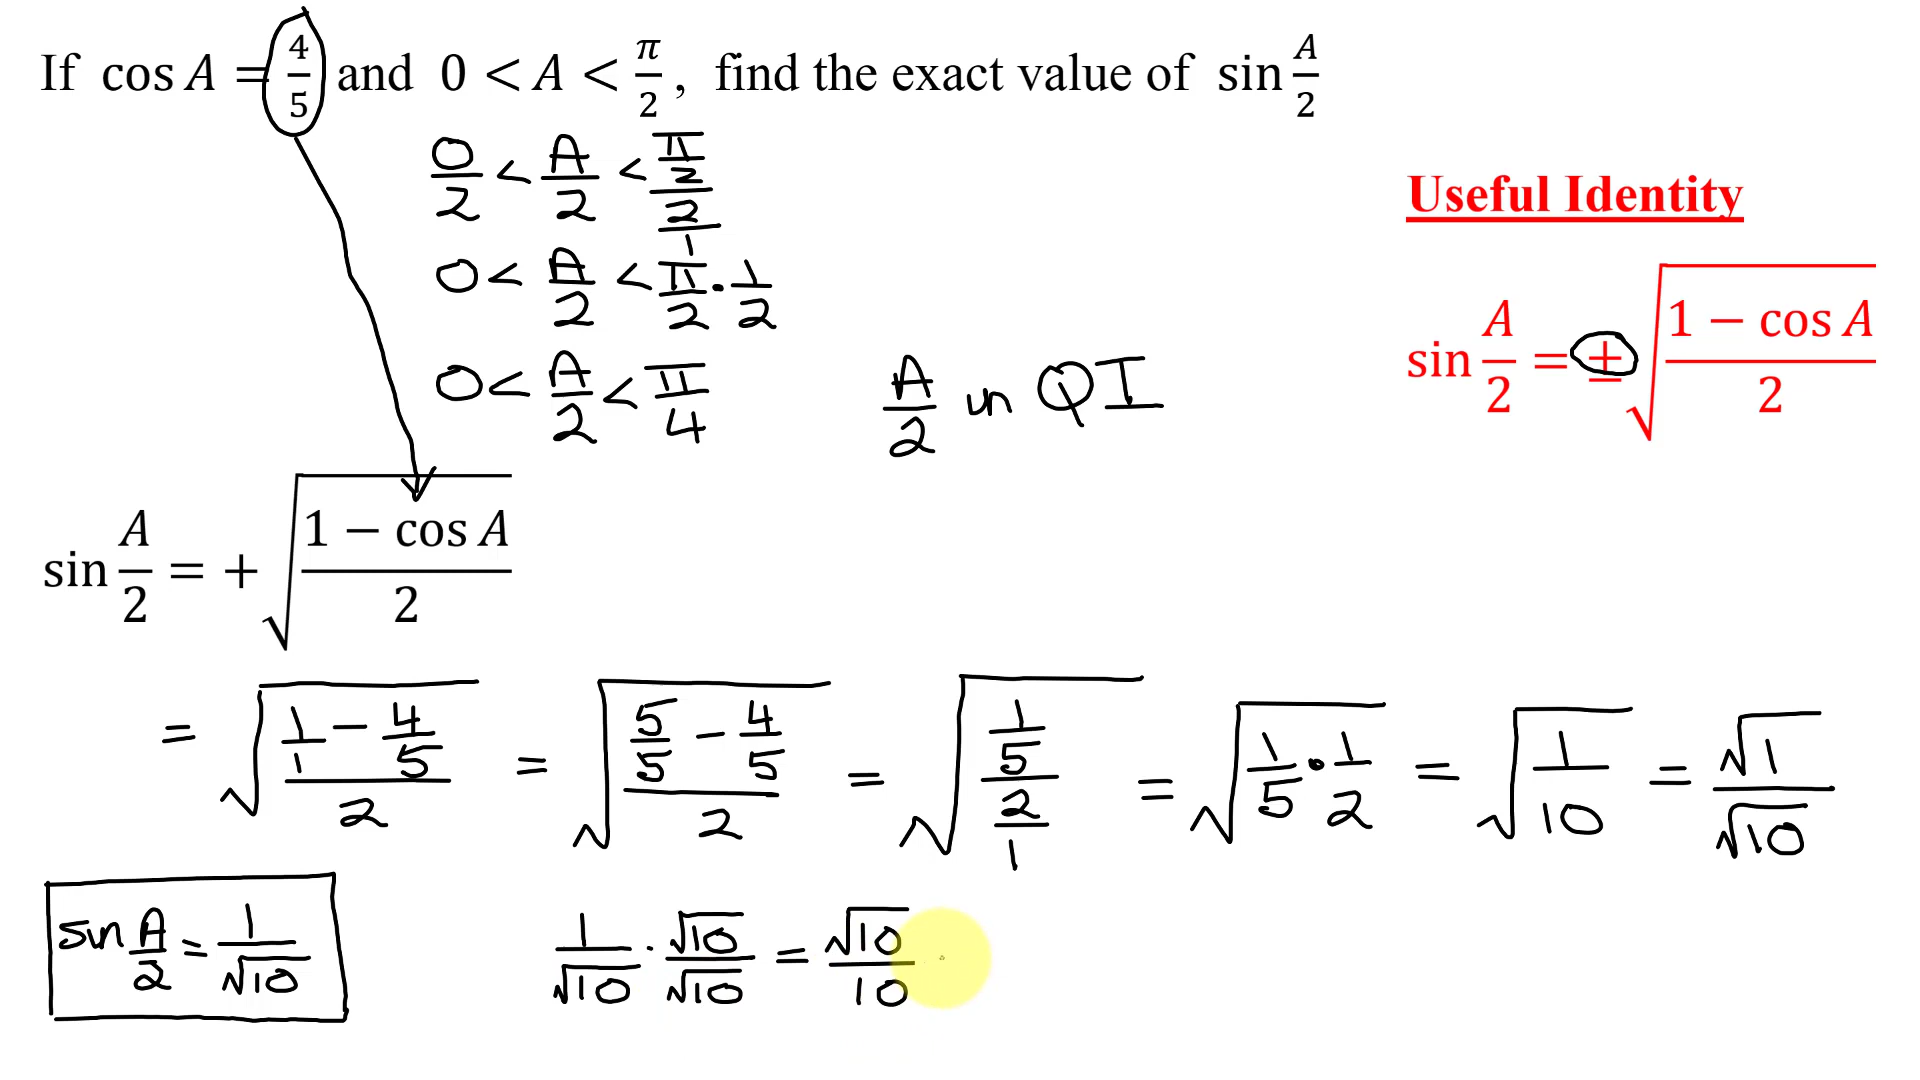 If cos A = 4/5 and 0 < A < π/2 , find the exact value of sin A/2
0/2 < A/2 < (π/2)/2
Useful Identity
0 < A/2 < π/2 · 1/2
1
sin A/2 = ± √((1 − cos A)/2)
0 < A/2 < π/4
A/2 in QI
sin A/2 = + √((1 − cos A)/2)
= √((1/1 − 4/5)/2) = √((5/5 − 4/5)/2) = √((1/5)/(2/1)) = √(1/5 · 1/2) = √(1/10) = √1/√10
sin A/2 = 1/√10
1/√10 · √10/√10 = √10/10